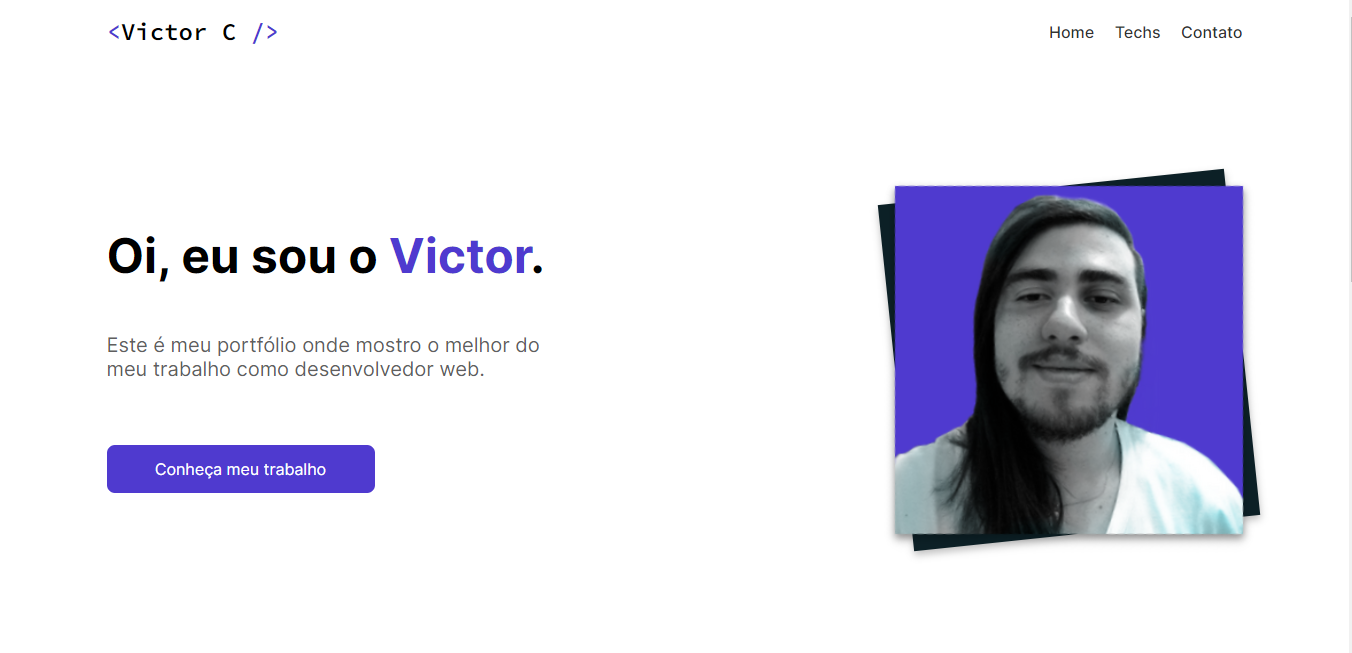 <Victor C />
Home Techs Contato
Oi, eu sou o Victor.
Este é meu portfólio onde mostro o melhor do
meu trabalho como desenvolvedor web.
Conheça meu trabalho